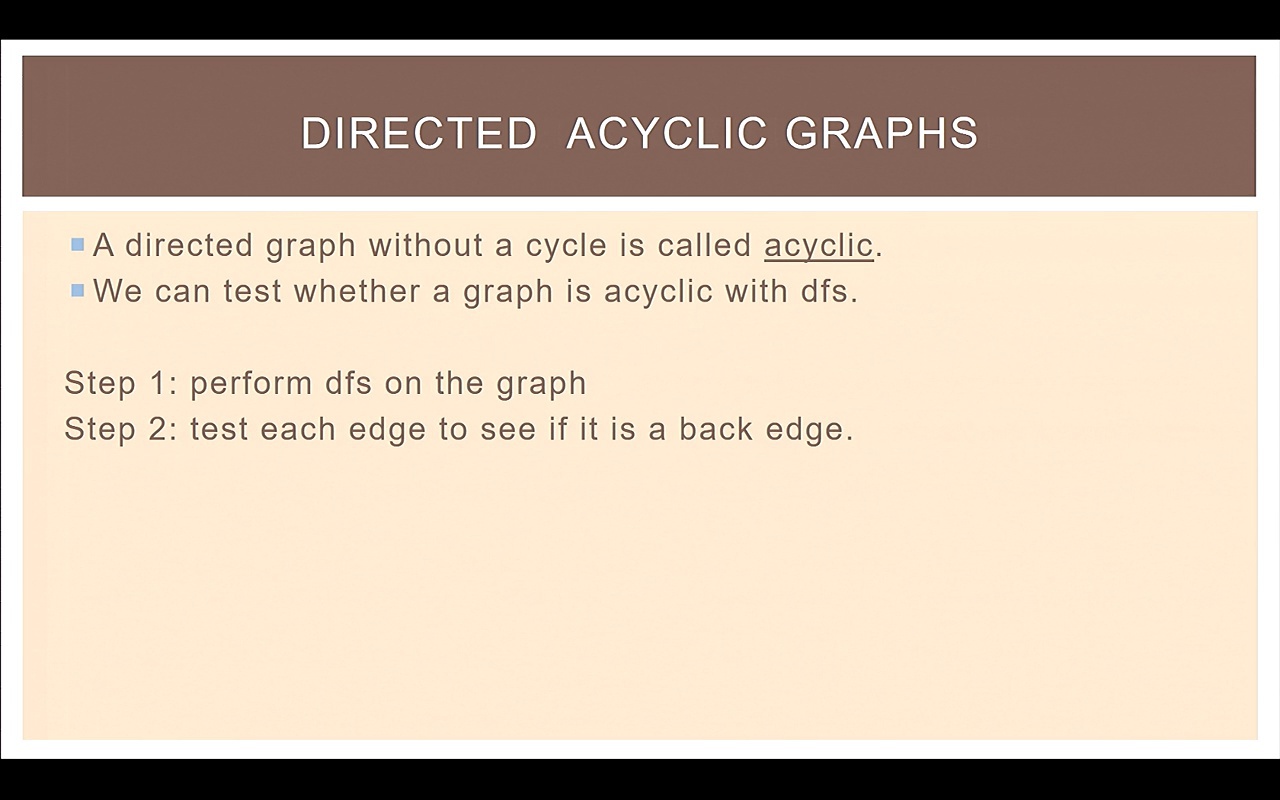 DIRECTED ACYCLIC GRAPHS
A directed graph without a cycle is called acyclic.
We can test whether a graph is acyclic with dfs.
Step 1: perform dfs on the graph
Step 2: test each edge to see if it is a back edge.